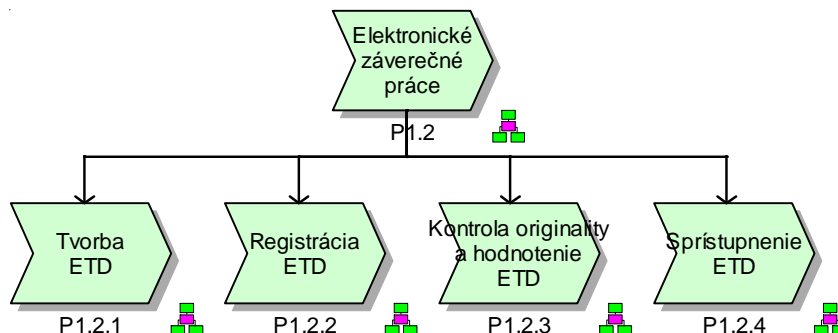 Elektronické
záverečné
práce
P1.2
Tvorba
ETD
Registrácia
ETD
Kontrola originality
a hodnotenie
ETD
Sprístupnenie
ETD
P1.2.1
P1.2.2
P1.2.3
P1.2.4